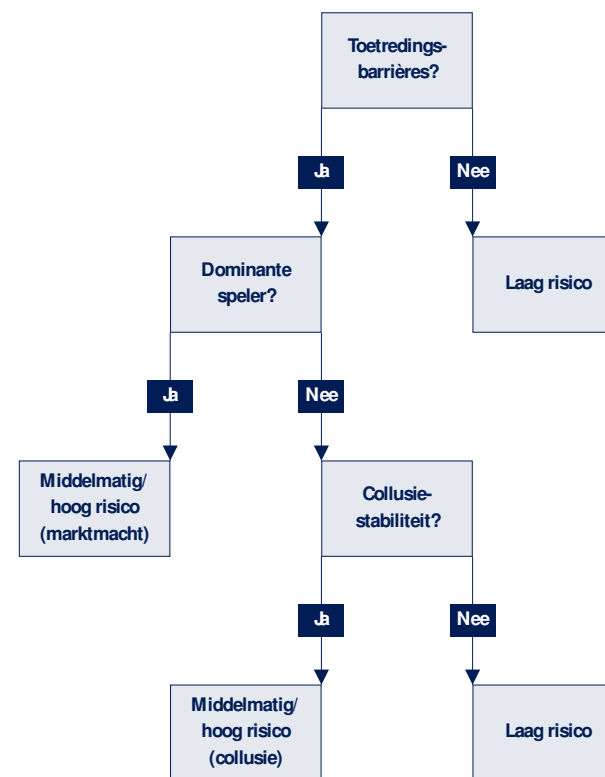 Toetredings-
barrières?
Ja
Nee
Dominante
speler?
Laag risico
Ja
Nee
Middelmatig/
hoog risico
(marktmacht)
Collusie-
stabiliteit?
Ja
Nee
Middelmatig/
hoog risico
(collusie)
Laag risico